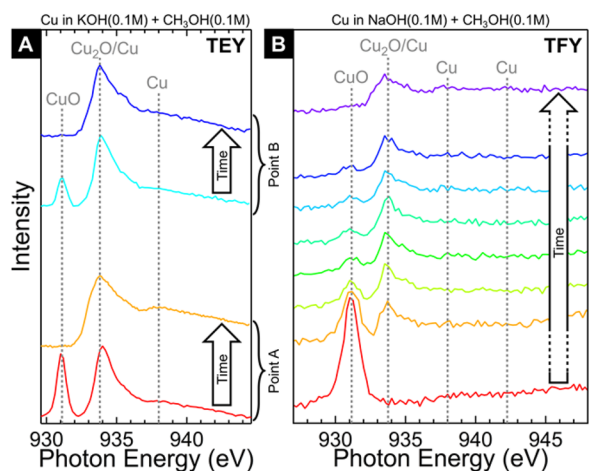 Cu in KOH(0.1M) + CH₃OH(0.1M)
A
TEY
Cu₂O/Cu
CuO
Cu
Time
Point B
Time
Point A
Intensity
930
935
940
Photon Energy (eV)
Cu in NaOH(0.1M) + CH₃OH(0.1M)
B
TFY
Cu₂O/Cu
CuO
Cu
Cu
Time
930
935
940
945
Photon Energy (eV)